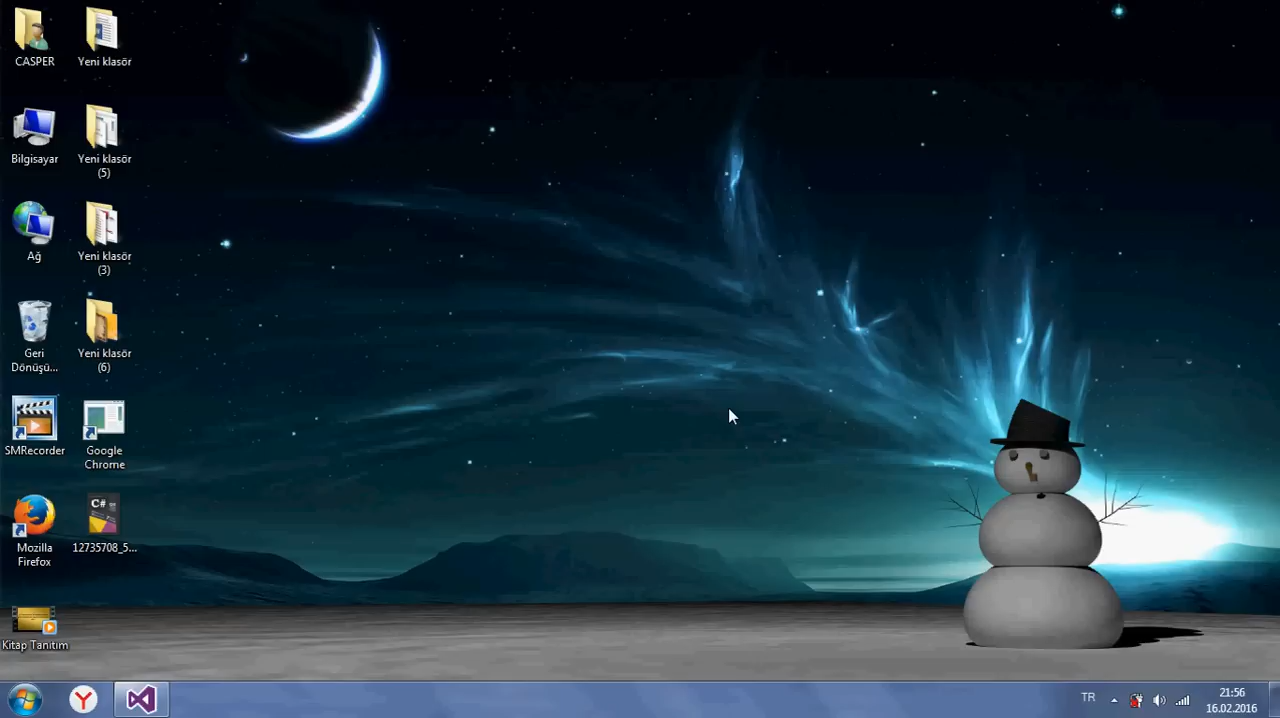 CASPER
Yeni klasör
Bilgisayar
Yeni klasör
(5)
Ağ
Yeni klasör
(3)
Geri
Dönüşü...
Yeni klasör
(6)
SMRecorder
Google
Chrome
Mozilla
Firefox
C#
12735708_5...
Kitap Tanıtım
TR
21:56
16.02.2016